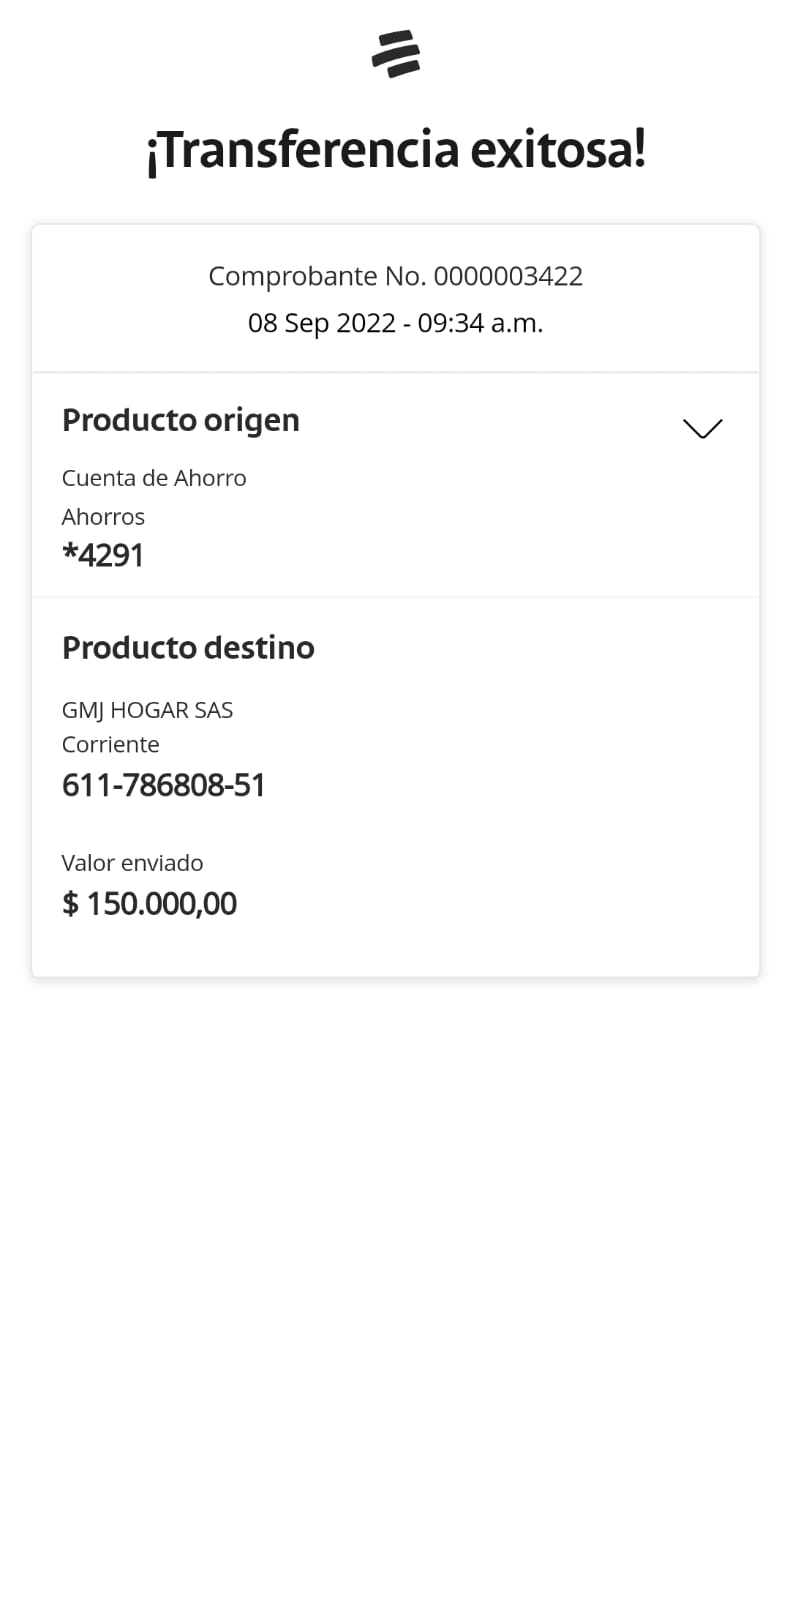 ¡Transferencia exitosa!
Comprobante No. 0000003422
08 Sep 2022 - 09:34 a.m.
Producto origen
Cuenta de Ahorro
Ahorros
*4291
Producto destino
GMJ HOGAR SAS
Corriente
611-786808-51
Valor enviado
$ 150.000,00